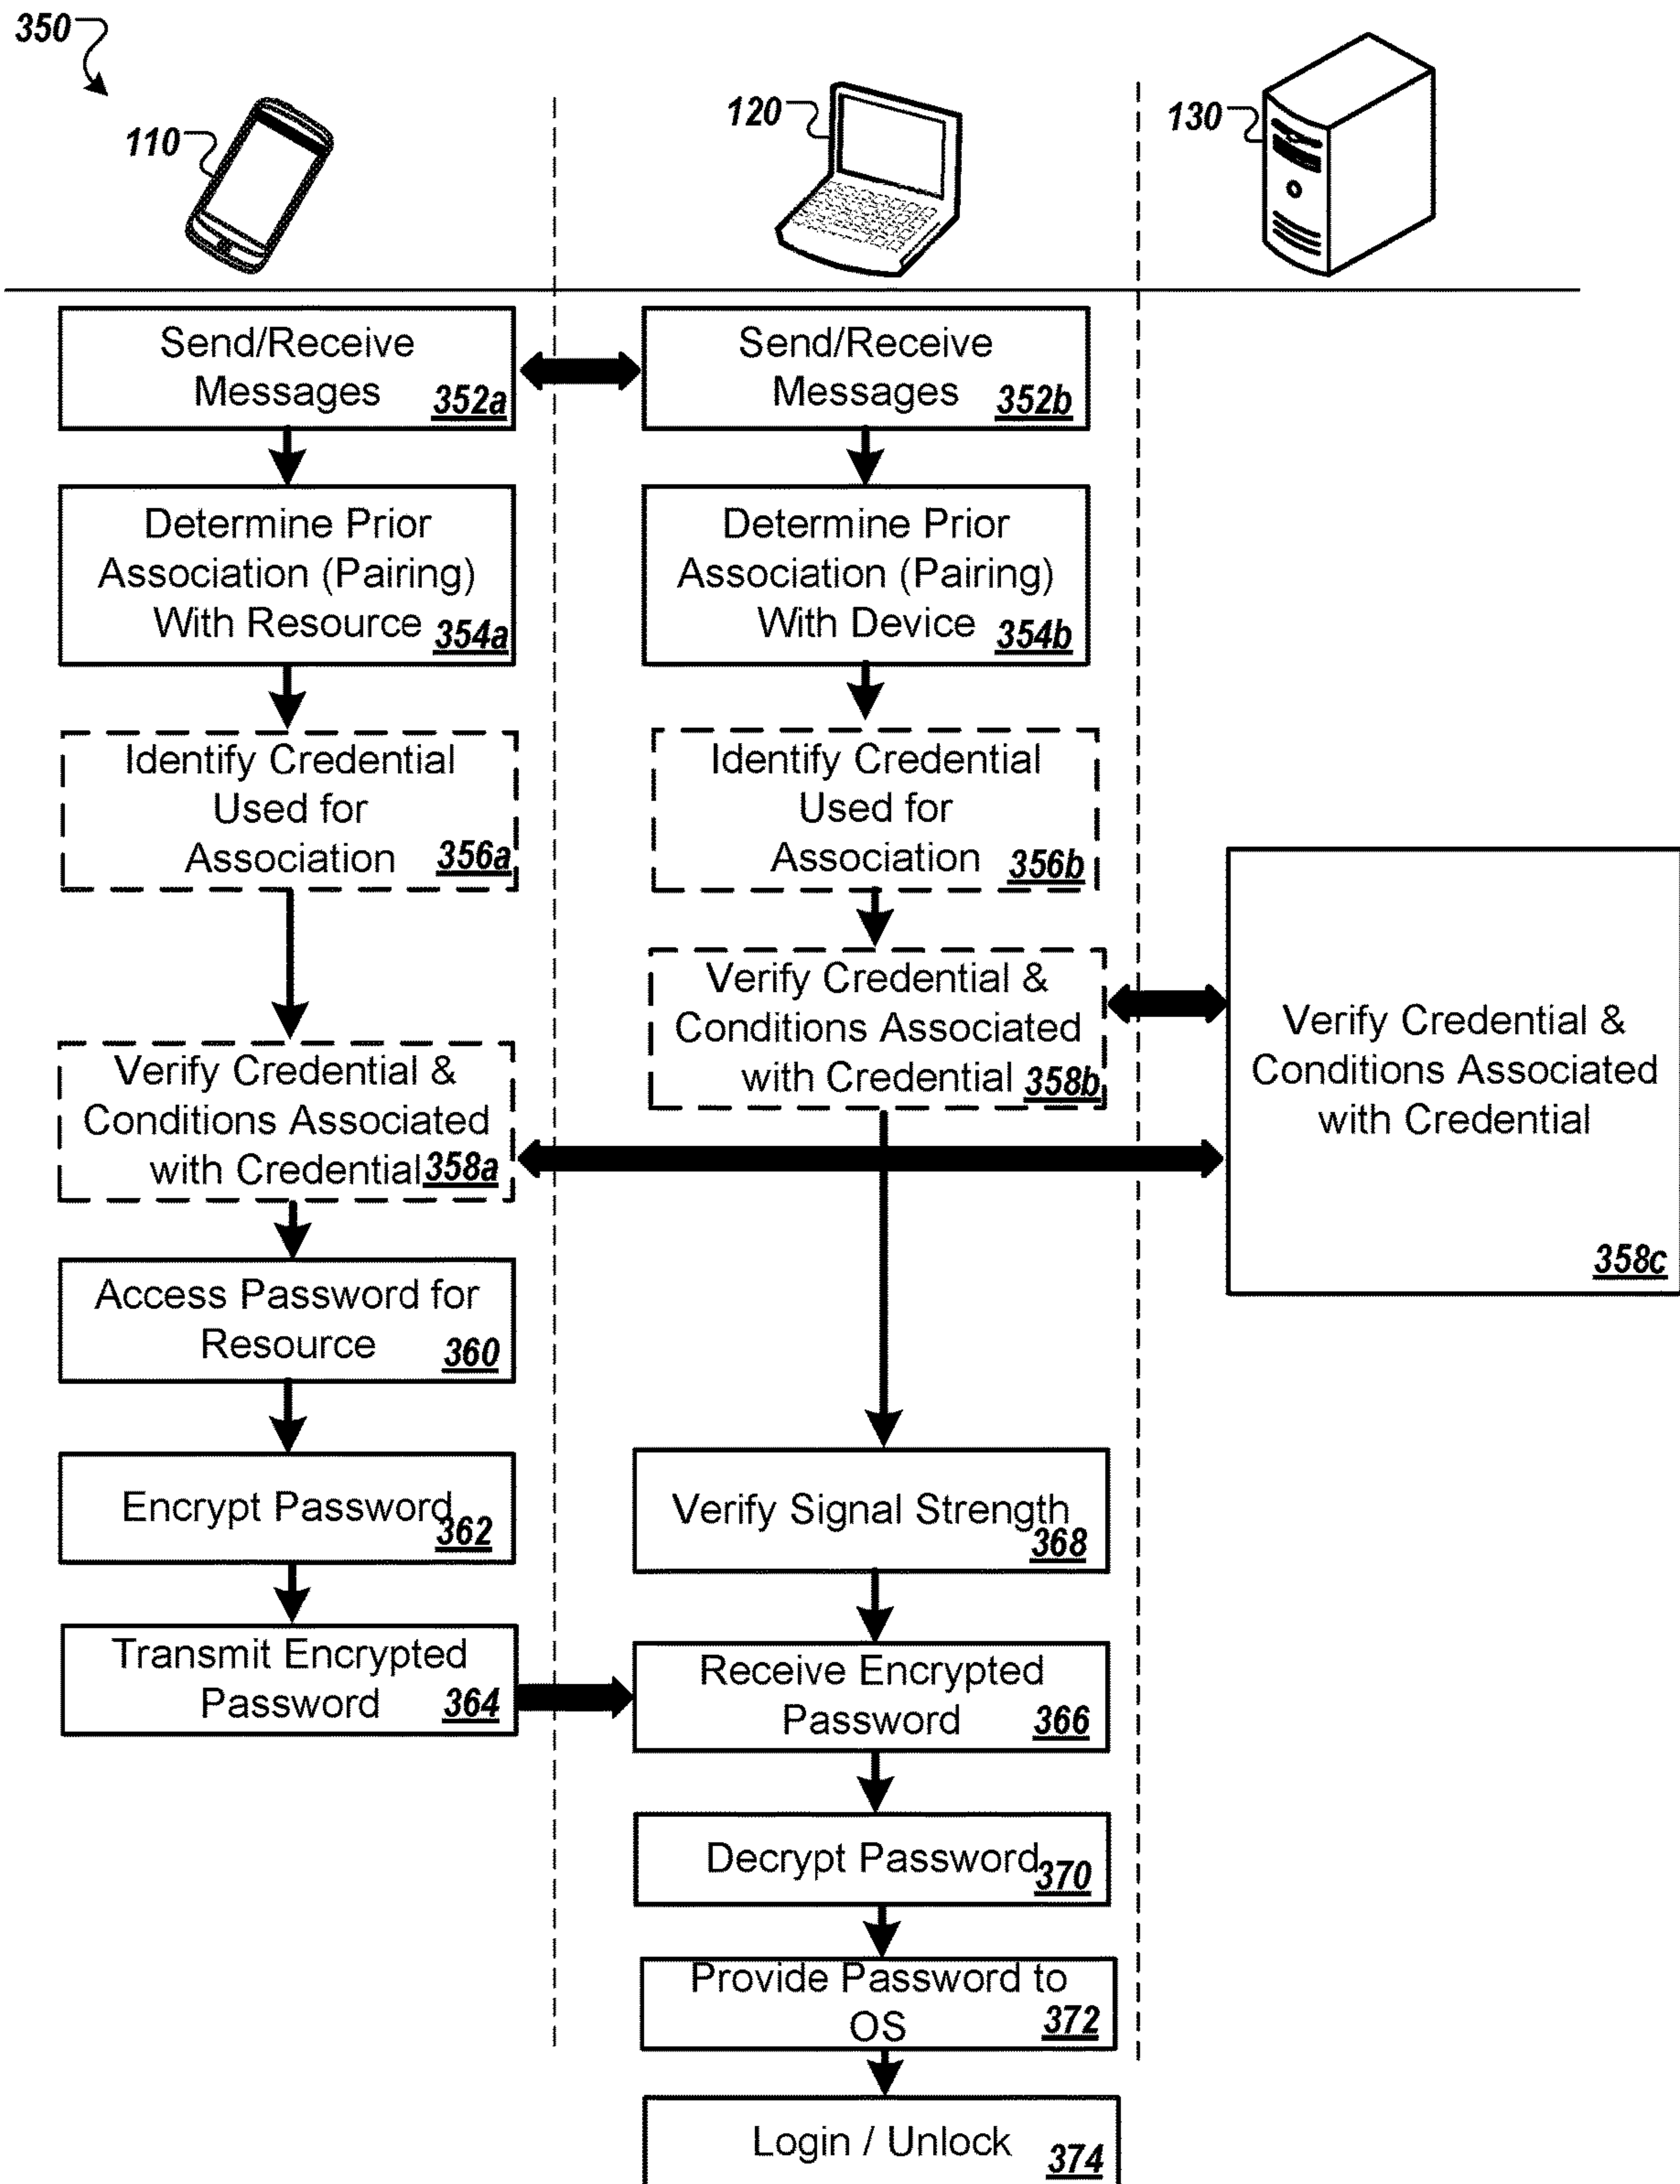 350
110
120
130
Send/Receive
Messages
352a
Send/Receive
Messages
352b
Determine Prior
Association (Pairing)
With Resource
354a
Determine Prior
Association (Pairing)
With Device
354b
Identify Credential
Used for
Association
356a
Identify Credential
Used for
Association
356b
Verify Credential &
Conditions Associated
with Credential
358b
Verify Credential &
Conditions Associated
with Credential
358c
Verify Credential &
Conditions Associated
with Credential
358a
Access Password for
Resource
360
Encrypt Password
362
Verify Signal Strength
368
Transmit Encrypted
Password
364
Receive Encrypted
Password
366
Decrypt Password
370
Provide Password to
OS
372
Login / Unlock
374